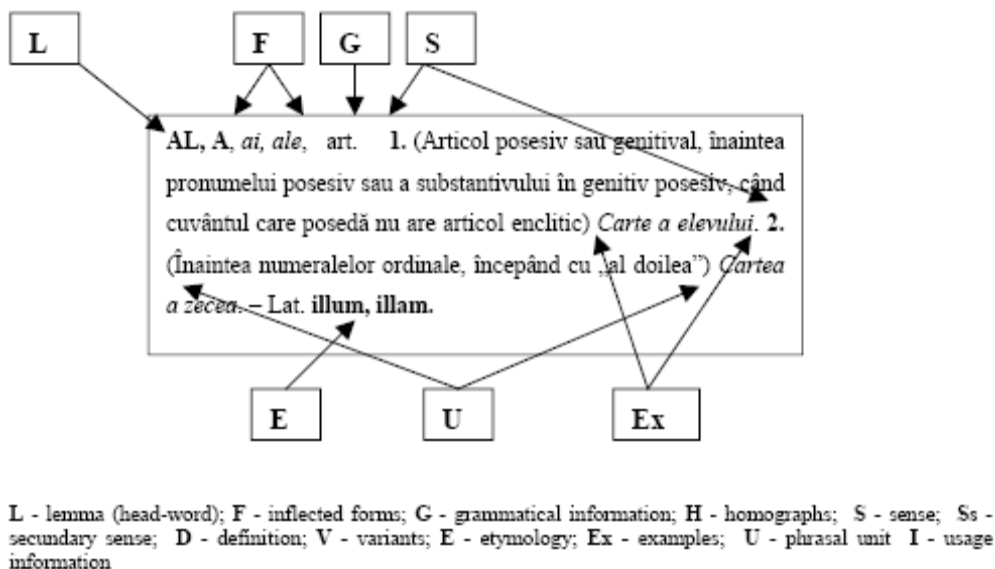 L F G S
AL, A, ai, ale, art. 1. (Articol posesiv sau genitival, înaintea
pronumelui posesiv sau a substantivului în genitiv posesiv, când
cuvântul care posedă nu are articol enclitic) Carte a elevului. 2.
(Înaintea numeralelor ordinale, începând cu „al doilea”) Cartea
a zecea. – Lat. illum, illam.
E U Ex
L - lemma (head-word); F - inflected forms; G - grammatical information; H - homographs; S - sense; Ss -
secundary sense; D - definition; V - variants; E - etymology; Ex - examples; U - phrasal unit I - usage
information